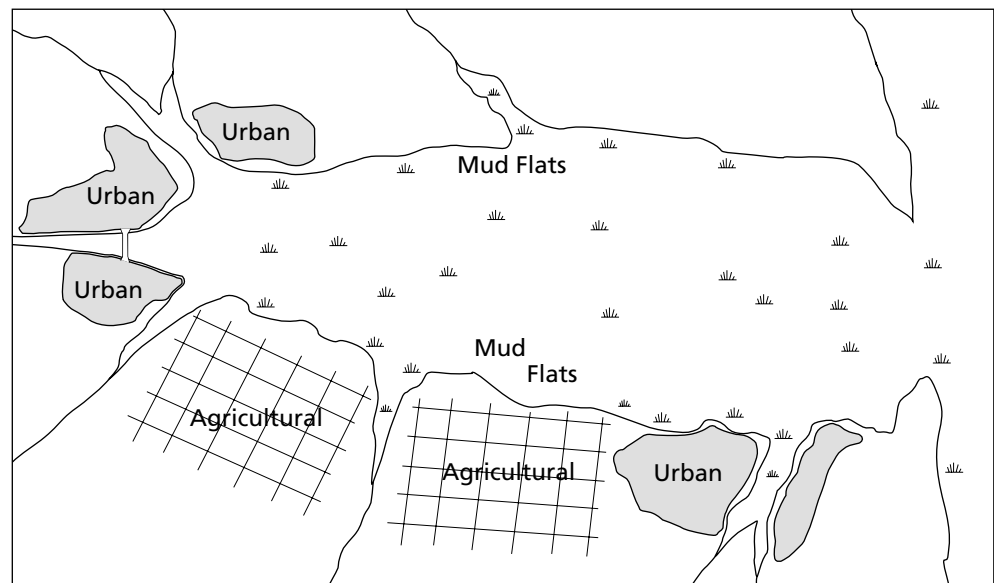 Urban
Mud Flats
Urban
Urban
Mud
Flats
Agricultural
Agricultural
Urban